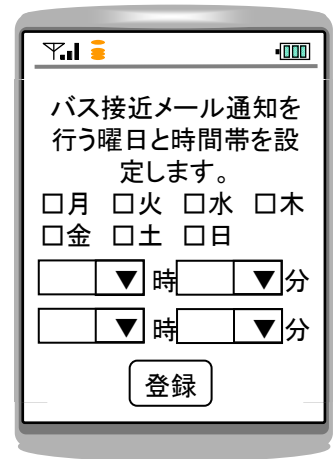 バス接近メール通知を
行う曜日と時間帯を設
定します。
□月 □火 □水 □木
□金 □土 □日
▼ 時 ▼ 分
▼ 時 ▼ 分
登録